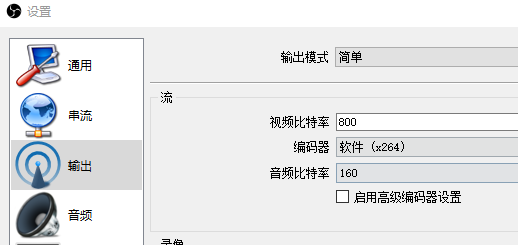 设置
通用
串流
输出
音频
输出模式 简单
流
视频比特率 800
编码器 软件（x264）
音频比特率 160
启用高级编码器设置
录像